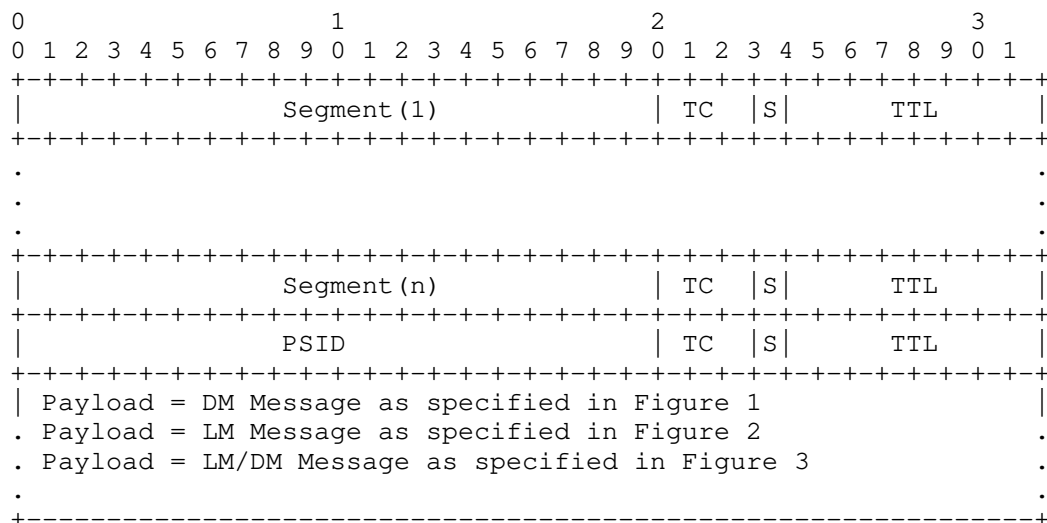 0                   1                   2                   3
 0 1 2 3 4 5 6 7 8 9 0 1 2 3 4 5 6 7 8 9 0 1 2 3 4 5 6 7 8 9 0 1
+-+-+-+-+-+-+-+-+-+-+-+-+-+-+-+-+-+-+-+-+-+-+-+-+-+-+-+-+-+-+-+-+
|                Segment(1)             | TC  |S|      TTL      |
+-+-+-+-+-+-+-+-+-+-+-+-+-+-+-+-+-+-+-+-+-+-+-+-+-+-+-+-+-+-+-+-+
.                                                               .
.                                                               .
.                                                               .
+-+-+-+-+-+-+-+-+-+-+-+-+-+-+-+-+-+-+-+-+-+-+-+-+-+-+-+-+-+-+-+-+
|                Segment(n)             | TC  |S|      TTL      |
+-+-+-+-+-+-+-+-+-+-+-+-+-+-+-+-+-+-+-+-+-+-+-+-+-+-+-+-+-+-+-+-+
|                PSID                   | TC  |S|      TTL      |
+-+-+-+-+-+-+-+-+-+-+-+-+-+-+-+-+-+-+-+-+-+-+-+-+-+-+-+-+-+-+-+-+
| Payload = DM Message as specified in Figure 1                 |
. Payload = LM Message as specified in Figure 2                 .
. Payload = LM/DM Message as specified in Figure 3              .
.                                                               .
+---------------------------------------------------------------+